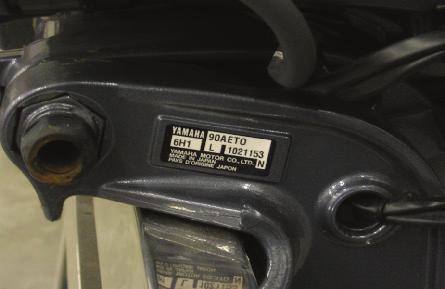 YAMAHA 90AETO
6H1 L 1021153
YAMAHA MOTOR CO.,LTD. N
MADE IN JAPAN
PAYS D'ORIGINE JAPON